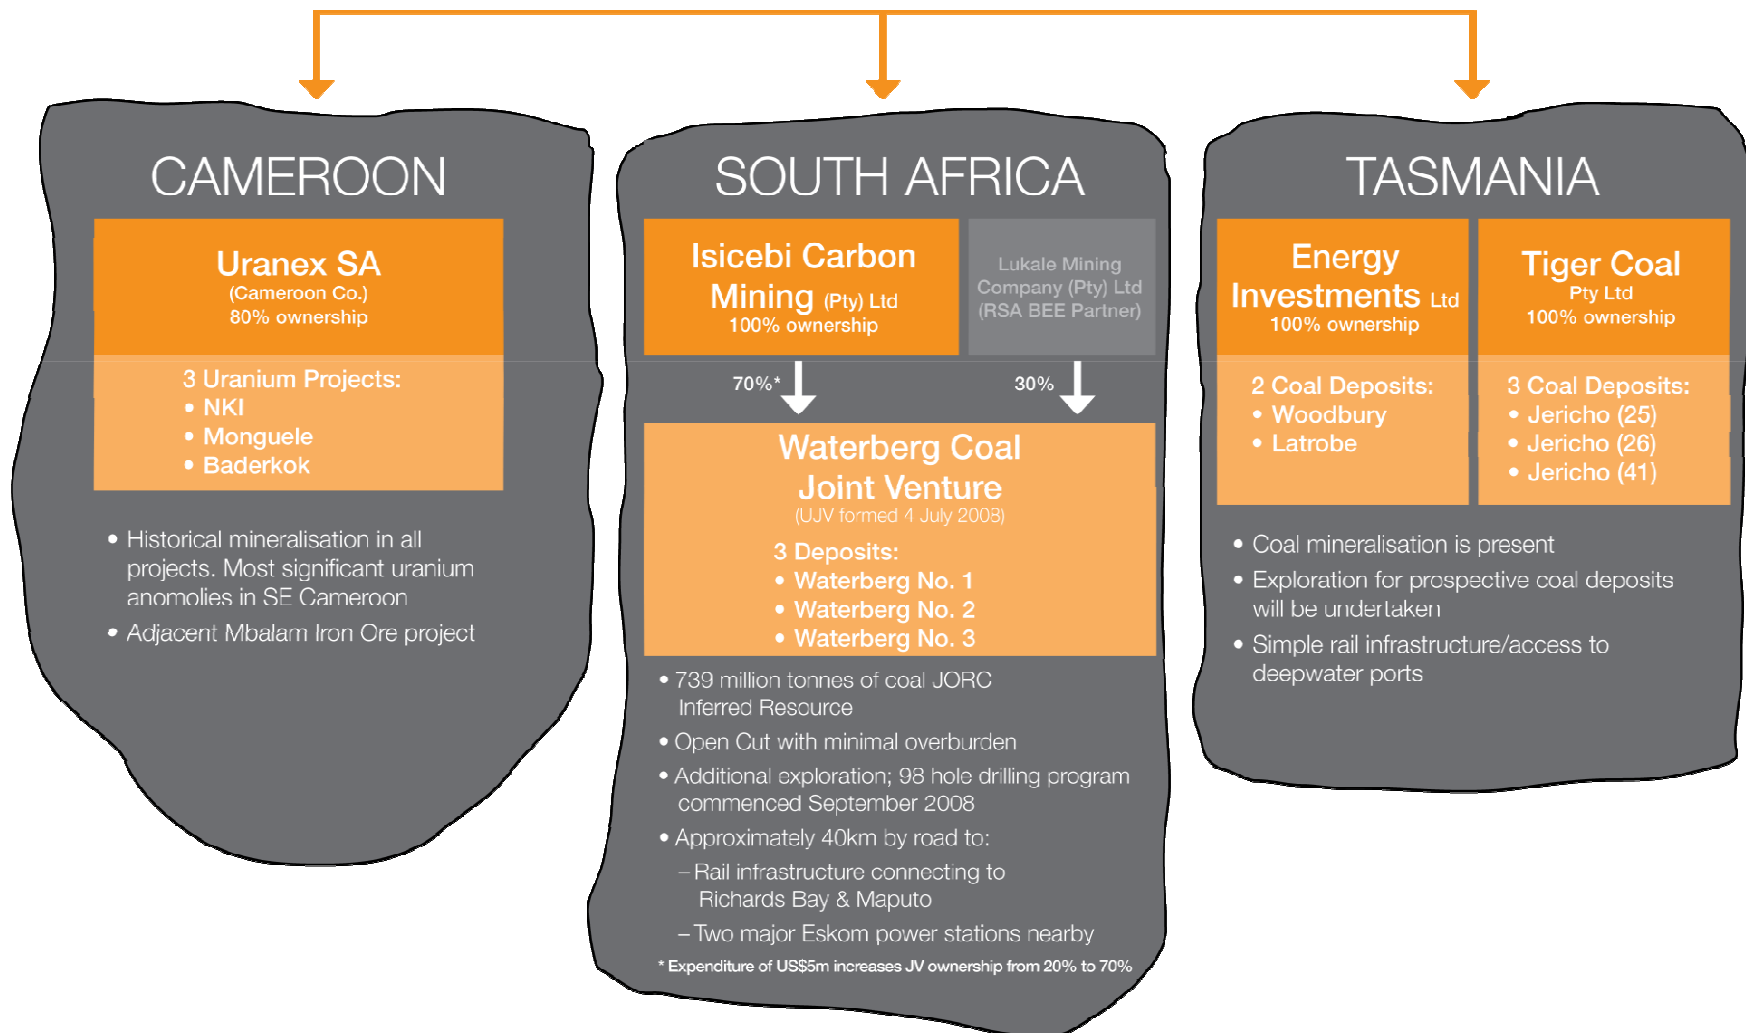 CAMEROON
Uranex SA
(Cameroon Co.)
80% ownership
3 Uranium Projects:
• NKI
• Monguele
• Baderkok
• Historical mineralisation in all
projects. Most significant uranium
anomolies in SE Cameroon
• Adjacent Mbalam Iron Ore project
SOUTH AFRICA
Isicebi Carbon
Mining (Pty) Ltd
100% ownership
Lukale Mining
Company (Pty) Ltd
(RSA BEE Partner)
70%*
30%
Waterberg Coal
Joint Venture
(UJV formed 4 July 2008)
3 Deposits:
• Waterberg No. 1
• Waterberg No. 2
• Waterberg No. 3
• 739 million tonnes of coal JORC
Inferred Resource
• Open Cut with minimal overburden
• Additional exploration; 98 hole drilling program
commenced September 2008
• Approximately 40km by road to:
– Rail infrastructure connecting to
Richards Bay & Maputo
– Two major Eskom power stations nearby
* Expenditure of US$5m increases JV ownership from 20% to 70%
TASMANIA
Energy
Investments Ltd
100% ownership
2 Coal Deposits:
• Woodbury
• Latrobe
Tiger Coal
Pty Ltd
100% ownership
3 Coal Deposits:
• Jericho (25)
• Jericho (26)
• Jericho (41)
• Coal mineralisation is present
• Exploration for prospective coal deposits
will be undertaken
• Simple rail infrastructure/access to
deepwater ports